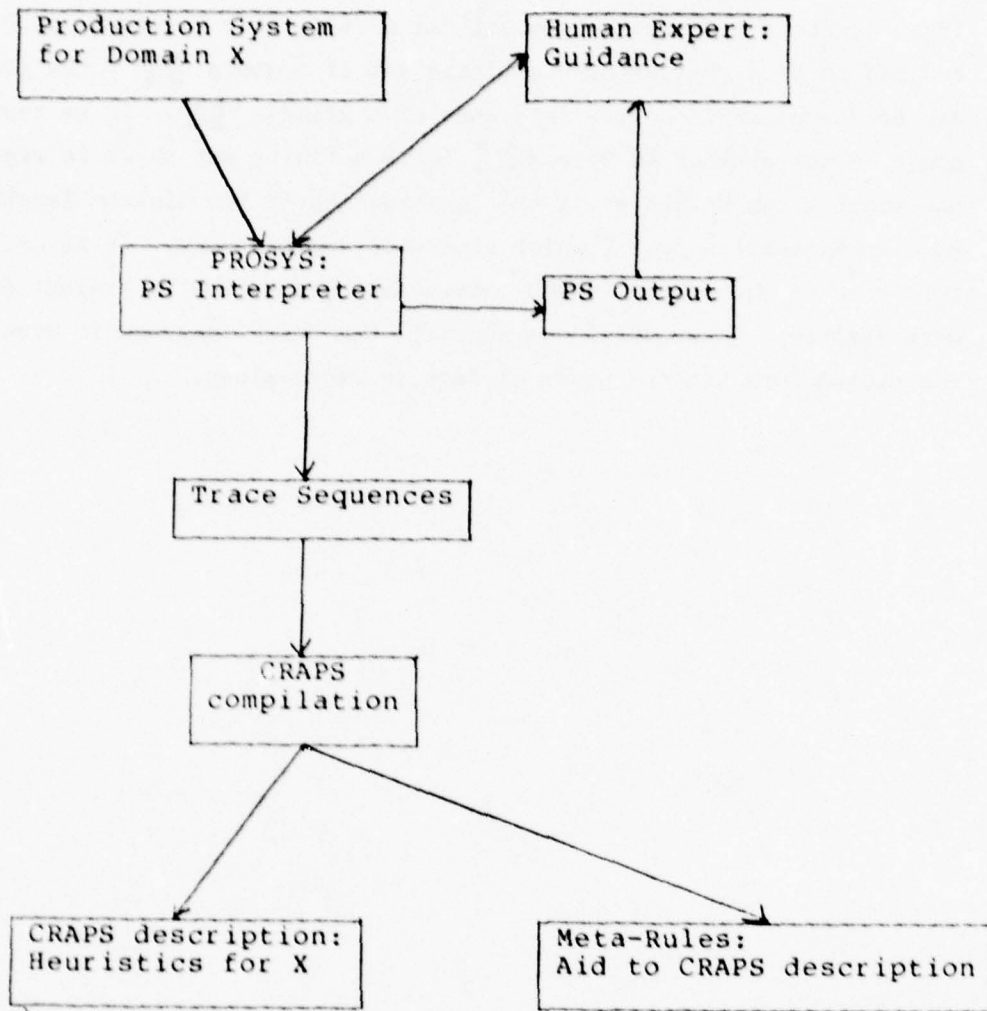 Production System
for Domain X
Human Expert:
Guidance
PROSYS:
PS Interpreter
PS Output
Trace Sequences
CRAPS
compilation
CRAPS description:
Heuristics for X
Meta-Rules:
Aid to CRAPS description